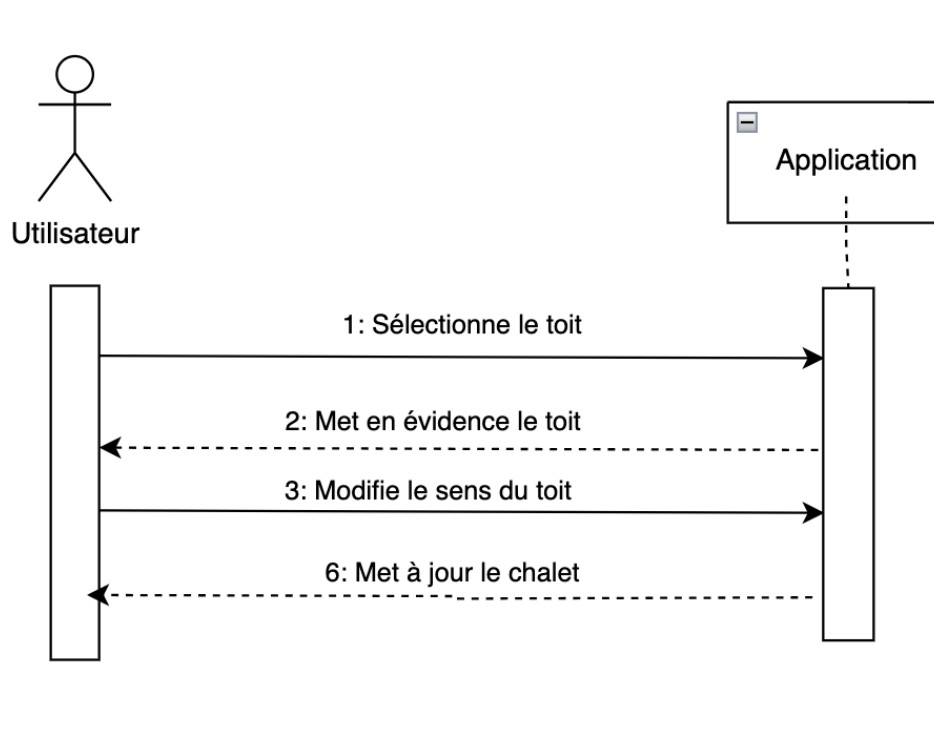 Utilisateur
Application
1: Sélectionne le toit
2: Met en évidence le toit
3: Modifie le sens du toit
6: Met à jour le chalet